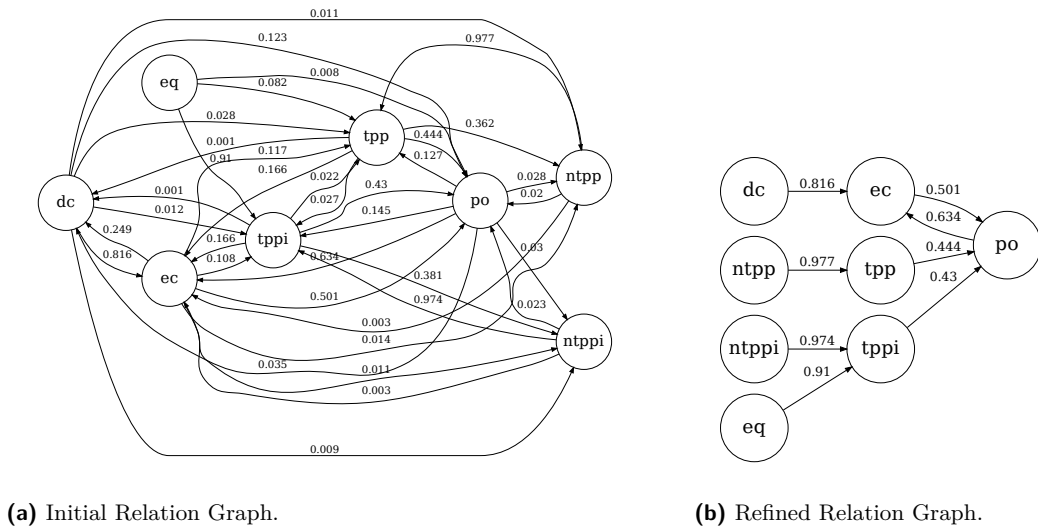 0.011
0.123
0.977
eq
0.008
0.082
0.028
tpp
0.362
0.444
0.001
0.117
0.127
0.91
0.166
ntpp
0.022
0.028
dc
0.001
0.43
po
0.02
0.027
0.012
0.145
0.249
0.166
tppi
0.03
0.816
ec
0.108
0.634
0.381
0.501
0.974
0.023
0.003
0.014
ntppi
0.035
0.011
0.003
0.009
(a) Initial Relation Graph.
dc
0.816
ec
0.501
0.634
po
ntpp
0.977
tpp
0.444
0.43
ntppi
0.974
tppi
0.91
eq
(b) Refined Relation Graph.